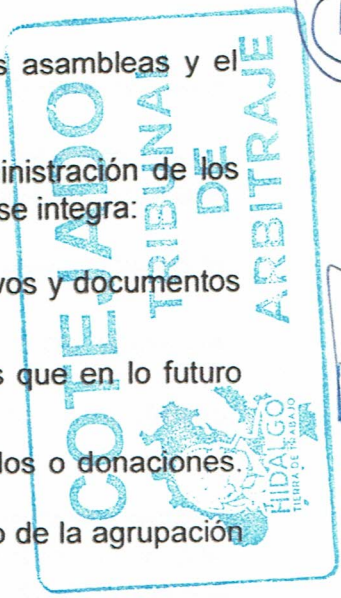 s asambleas y el
inistración de los
se integra:
vos y documentos
s que en lo futuro
dos o donaciones.
o de la agrupación
COTEJADO
TRIBUNAL
DE
ARBITRAJE
HIDALGO
TIERRA DE TRABAJO